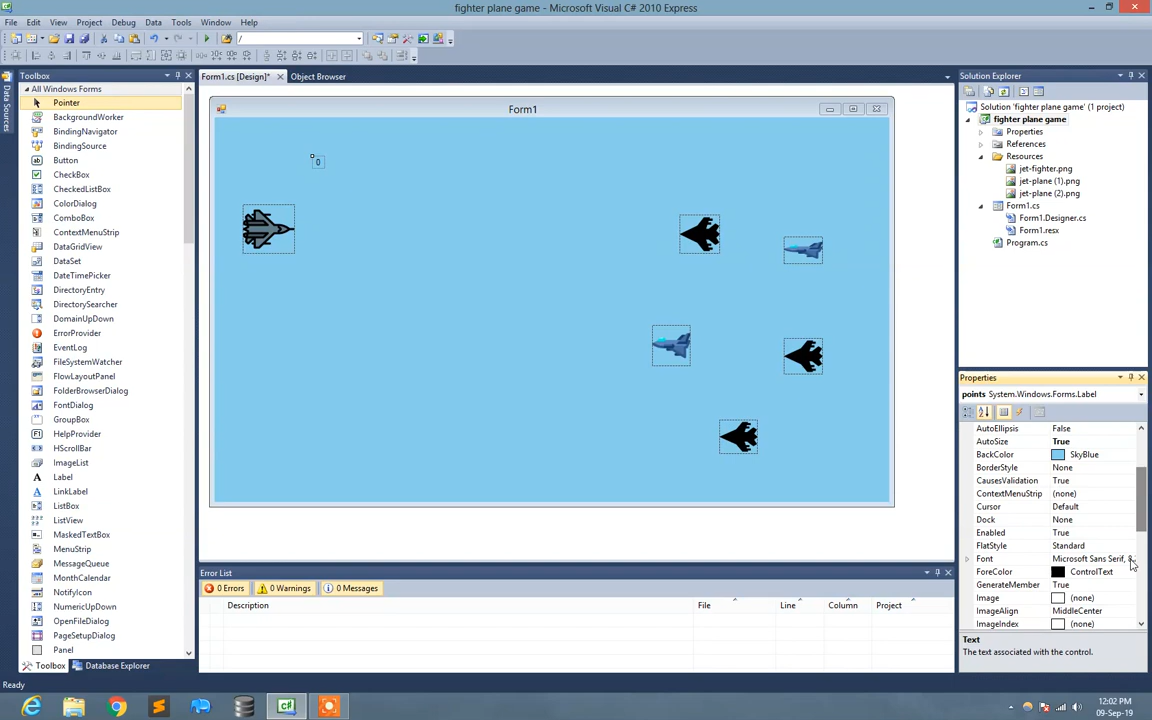 fighter plane game - Microsoft Visual C# 2010 Express
File Edit View Project Debug Data Tools Window Help
/
Toolbox
All Windows Forms
Pointer
BackgroundWorker
BindingNavigator
BindingSource
Button
CheckBox
CheckedListBox
ColorDialog
ComboBox
ContextMenuStrip
DataGridView
DataSet
DateTimePicker
DirectoryEntry
DirectorySearcher
DomainUpDown
ErrorProvider
EventLog
FileSystemWatcher
FlowLayoutPanel
FolderBrowserDialog
FontDialog
GroupBox
HelpProvider
HScrollBar
ImageList
Label
LinkLabel
ListBox
ListView
MaskedTextBox
MenuStrip
MessageQueue
MonthCalendar
NotifyIcon
NumericUpDown
OpenFileDialog
PageSetupDialog
Panel
Toolbox Database Explorer
Data Sources
Form1.cs [Design]* Object Browser
Form1
0
Error List
0 Errors 0 Warnings 0 Messages
Description File Line Column Project
Solution Explorer
Solution 'fighter plane game' (1 project)
fighter plane game
Properties
References
Resources
jet-fighter.png
jet-plane (1).png
jet-plane (2).png
Form1.cs
Form1.Designer.cs
Form1.resx
Program.cs
Properties
points System.Windows.Forms.Label
AutoEllipsis False
AutoSize True
BackColor SkyBlue
BorderStyle None
CausesValidation True
ContextMenuStrip (none)
Cursor Default
Dock None
Enabled True
FlatStyle Standard
Font Microsoft Sans Serif, 8
ForeColor ControlText
GenerateMember True
Image (none)
ImageAlign MiddleCenter
ImageIndex (none)
Text
The text associated with the control.
Ready
12:02 PM
09-Sep-19